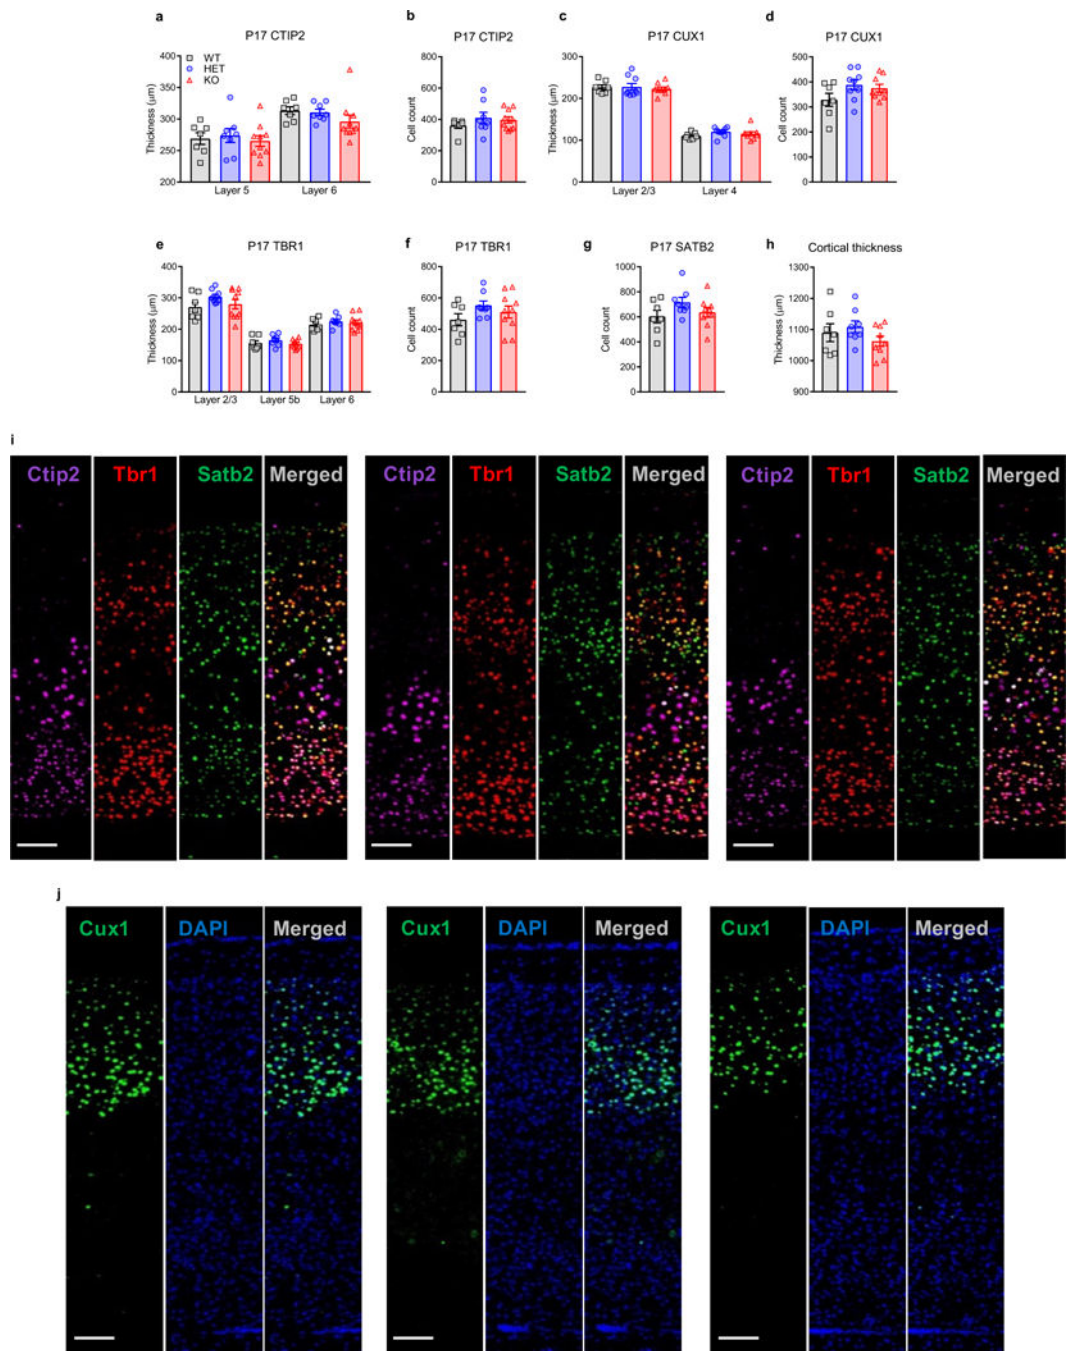 a
P17 CTIP2
WT
HET
KO
Thickness (μm)
400
350
300
250
200
Layer 5
Layer 6
b
P17 CTIP2
Cell count
800
600
400
200
0
c
P17 CUX1
Thickness (μm)
300
200
100
0
Layer 2/3
Layer 4
d
P17 CUX1
Cell count
500
400
300
200
100
0
e
P17 TBR1
Thickness (μm)
400
300
200
100
0
Layer 2/3
Layer 5b
Layer 6
f
P17 TBR1
Cell count
800
600
400
200
0
g
P17 SATB2
Cell count
1000
800
600
400
200
0
h
Cortical thickness
Thickness (μm)
1300
1200
1100
1000
900
i
Ctip2 Tbr1 Satb2 Merged Ctip2 Tbr1 Satb2 Merged Ctip2 Tbr1 Satb2 Merged
j
Cux1 DAPI Merged Cux1 DAPI Merged Cux1 DAPI Merged